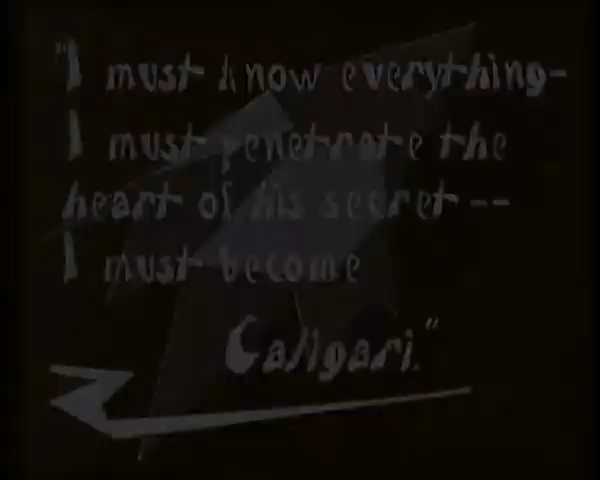 "I must know everything-
I must penetrate the
heart of his secret--
I must become
Caligari."